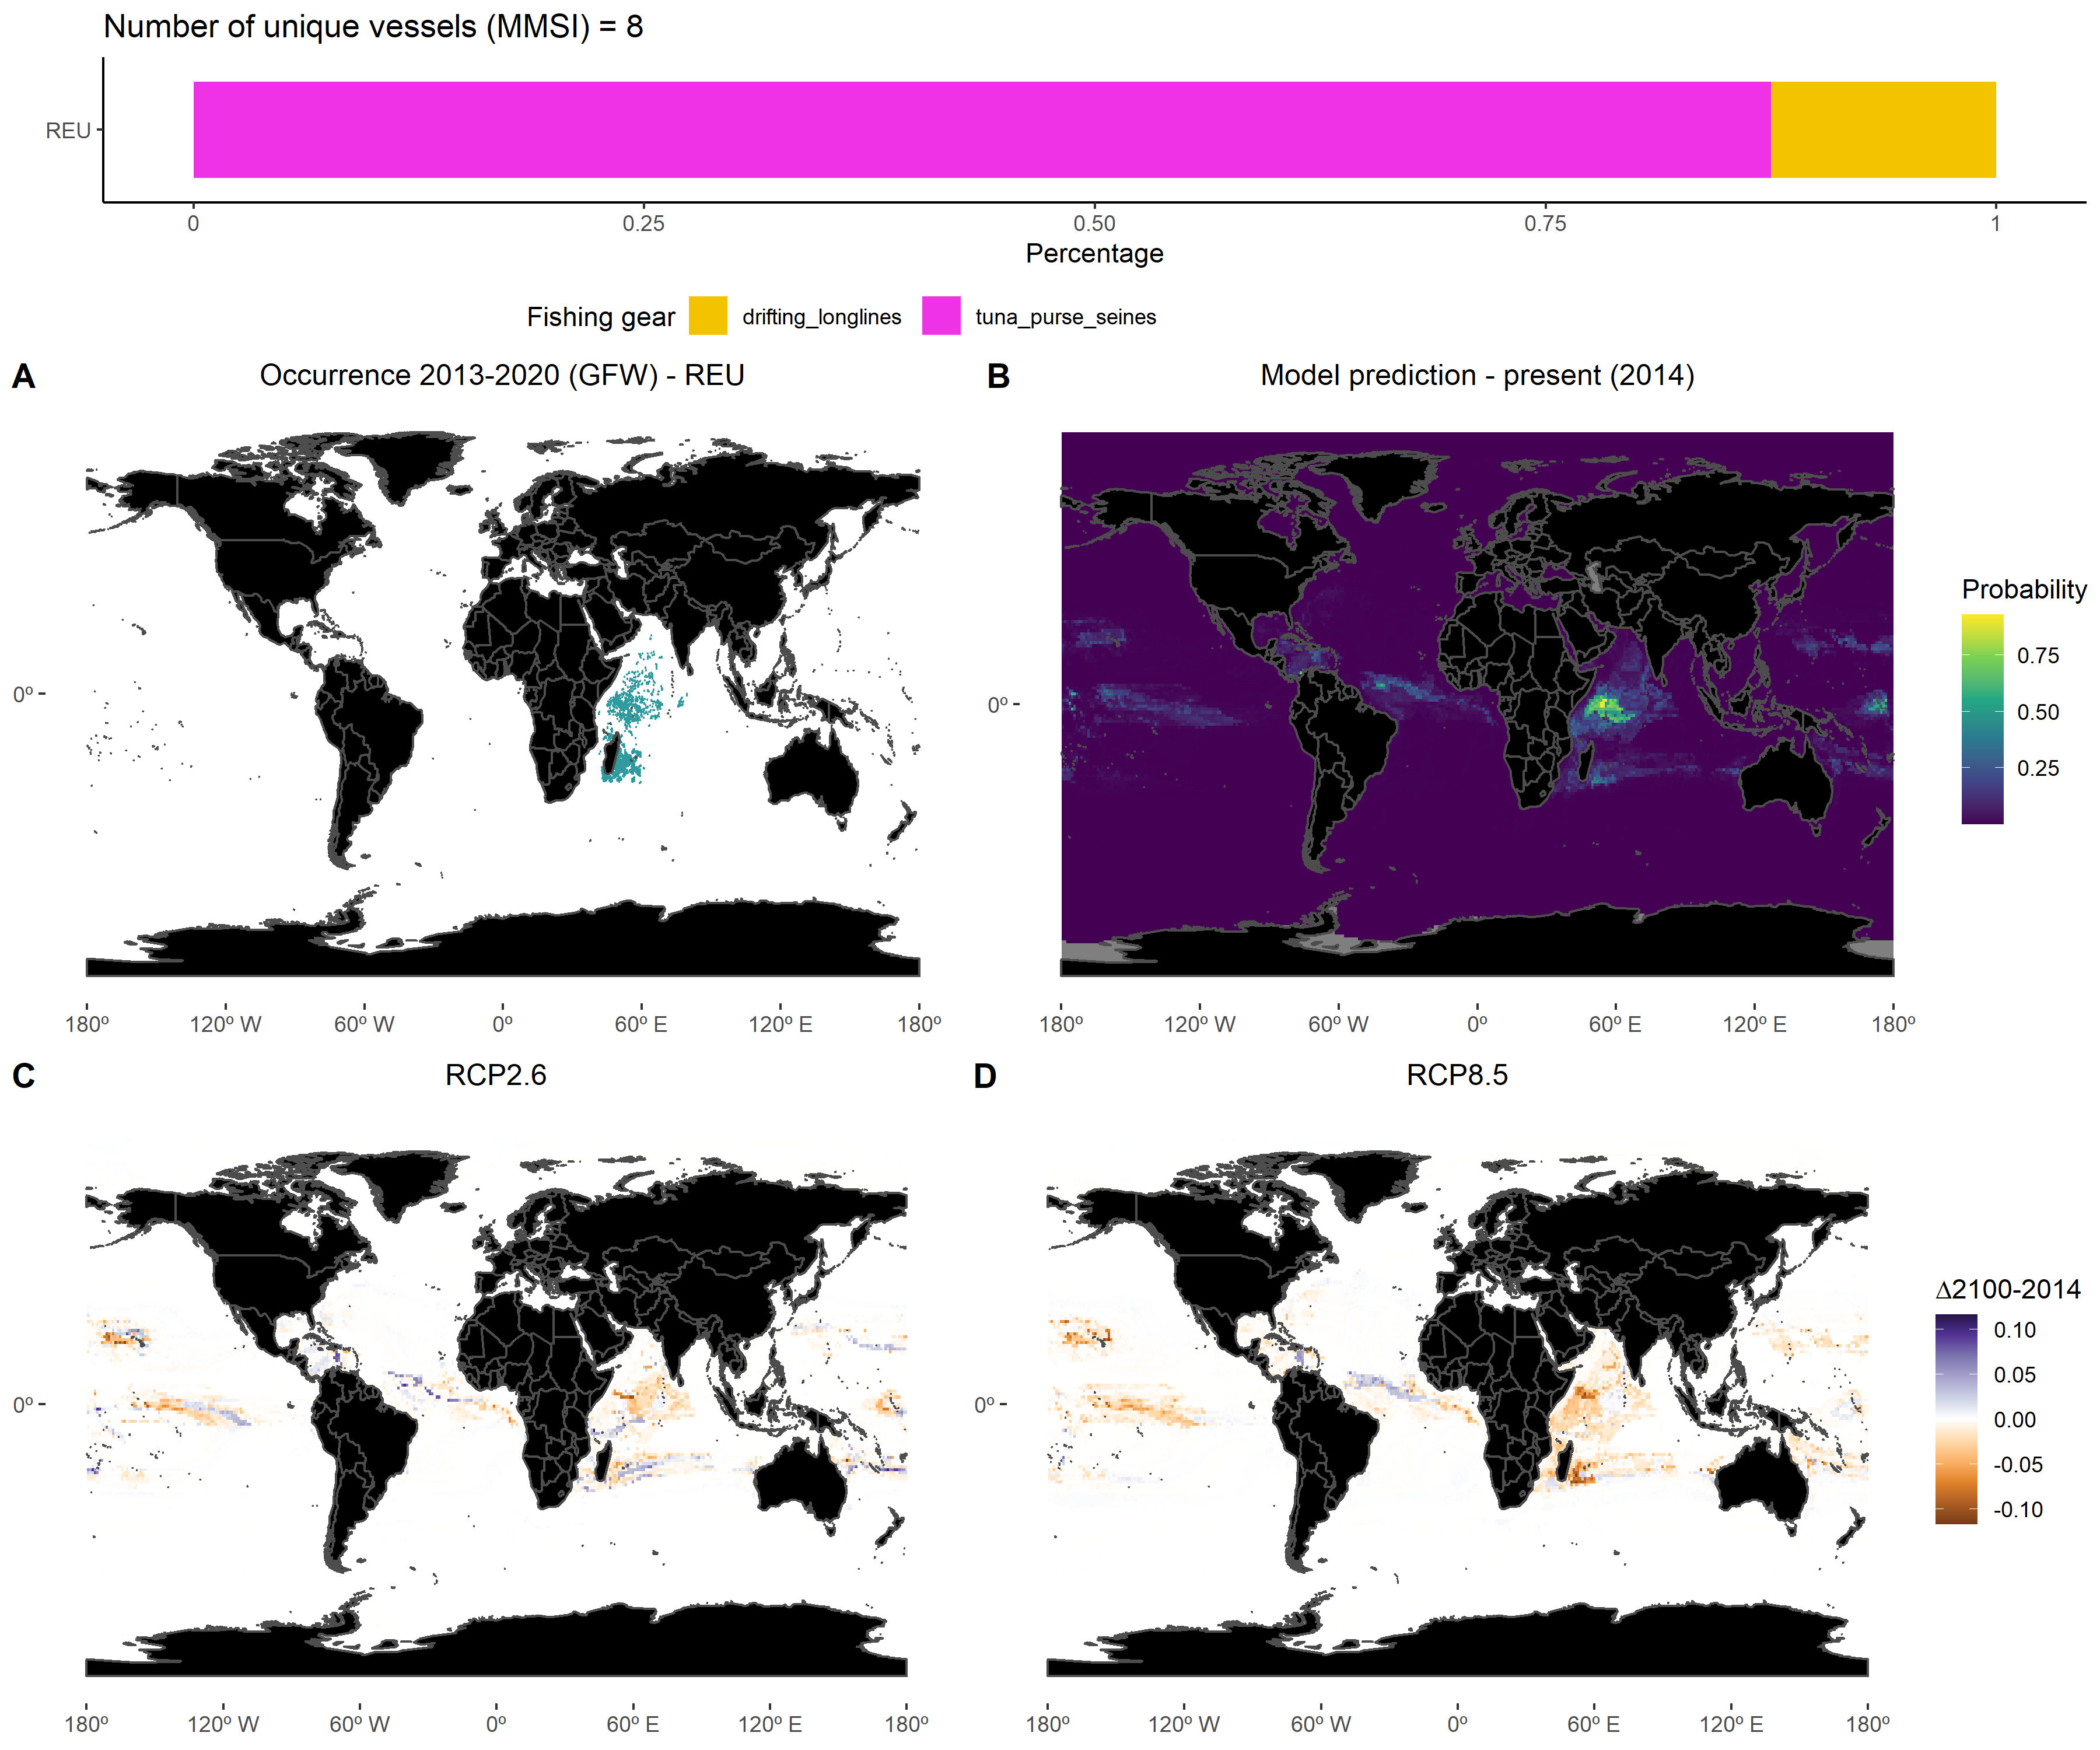 Number of unique vessels (MMSI) = 8
REU
0 0.25 0.50 0.75 1
Percentage
Fishing gear drifting_longlines tuna_purse_seines
A Occurrence 2013-2020 (GFW) - REU
0º
180º 120º W 60º W 0º 60º E 120º E 180º
B Model prediction - present (2014)
0º
180º 120º W 60º W 0º 60º E 120º E 180º
Probability
0.75
0.50
0.25
C RCP2.6
0º
180º 120º W 60º W 0º 60º E 120º E 180º
D RCP8.5
0º
180º 120º W 60º W 0º 60º E 120º E 180º
Δ2100-2014
0.10
0.05
0.00
-0.05
-0.10